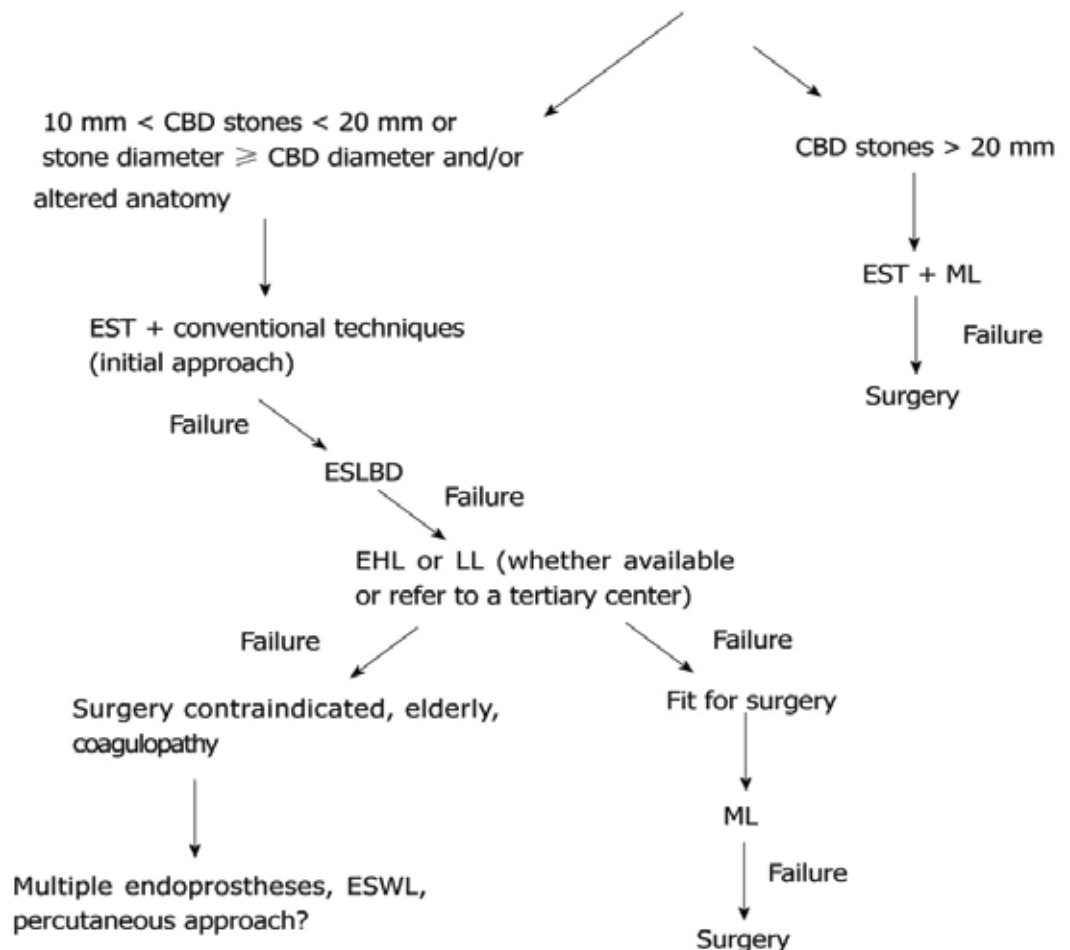 10 mm < CBD stones < 20 mm or
stone diameter ⩾ CBD diameter and/or
altered anatomy
CBD stones > 20 mm
EST + ML
Failure
Surgery
EST + conventional techniques
(initial approach)
Failure
ESLBD
Failure
EHL or LL (whether available
or refer to a tertiary center)
Failure
Failure
Surgery contraindicated, elderly,
coagulopathy
Fit for surgery
ML
Failure
Surgery
Multiple endoprostheses, ESWL,
percutaneous approach?